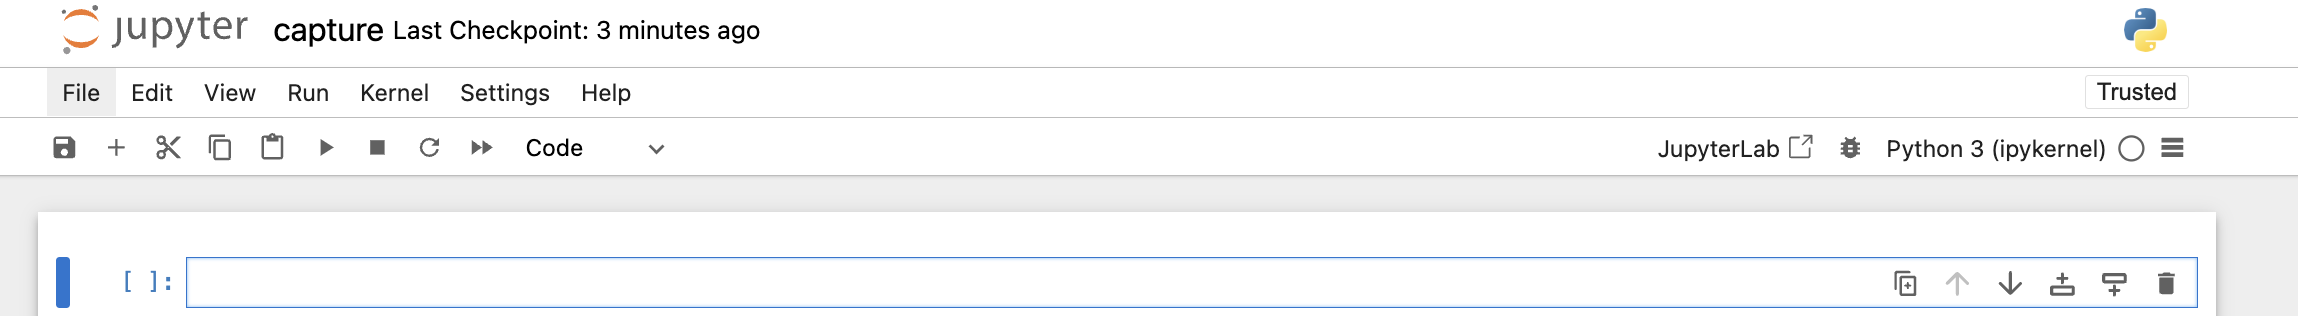 jupyter capture Last Checkpoint: 3 minutes ago
File Edit View Run Kernel Settings Help Trusted
Code JupyterLab Python 3 (ipykernel)
[ ]: